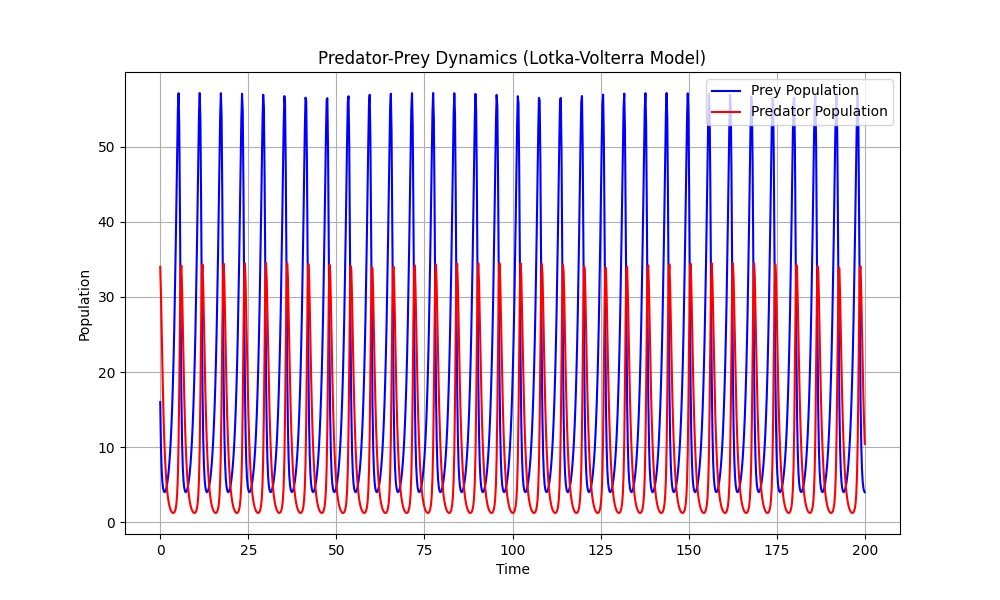 Predator-Prey Dynamics (Lotka-Volterra Model)
Prey Population
Predator Population
Population
50
40
30
20
10
0
0 25 50 75 100 125 150 175 200
Time